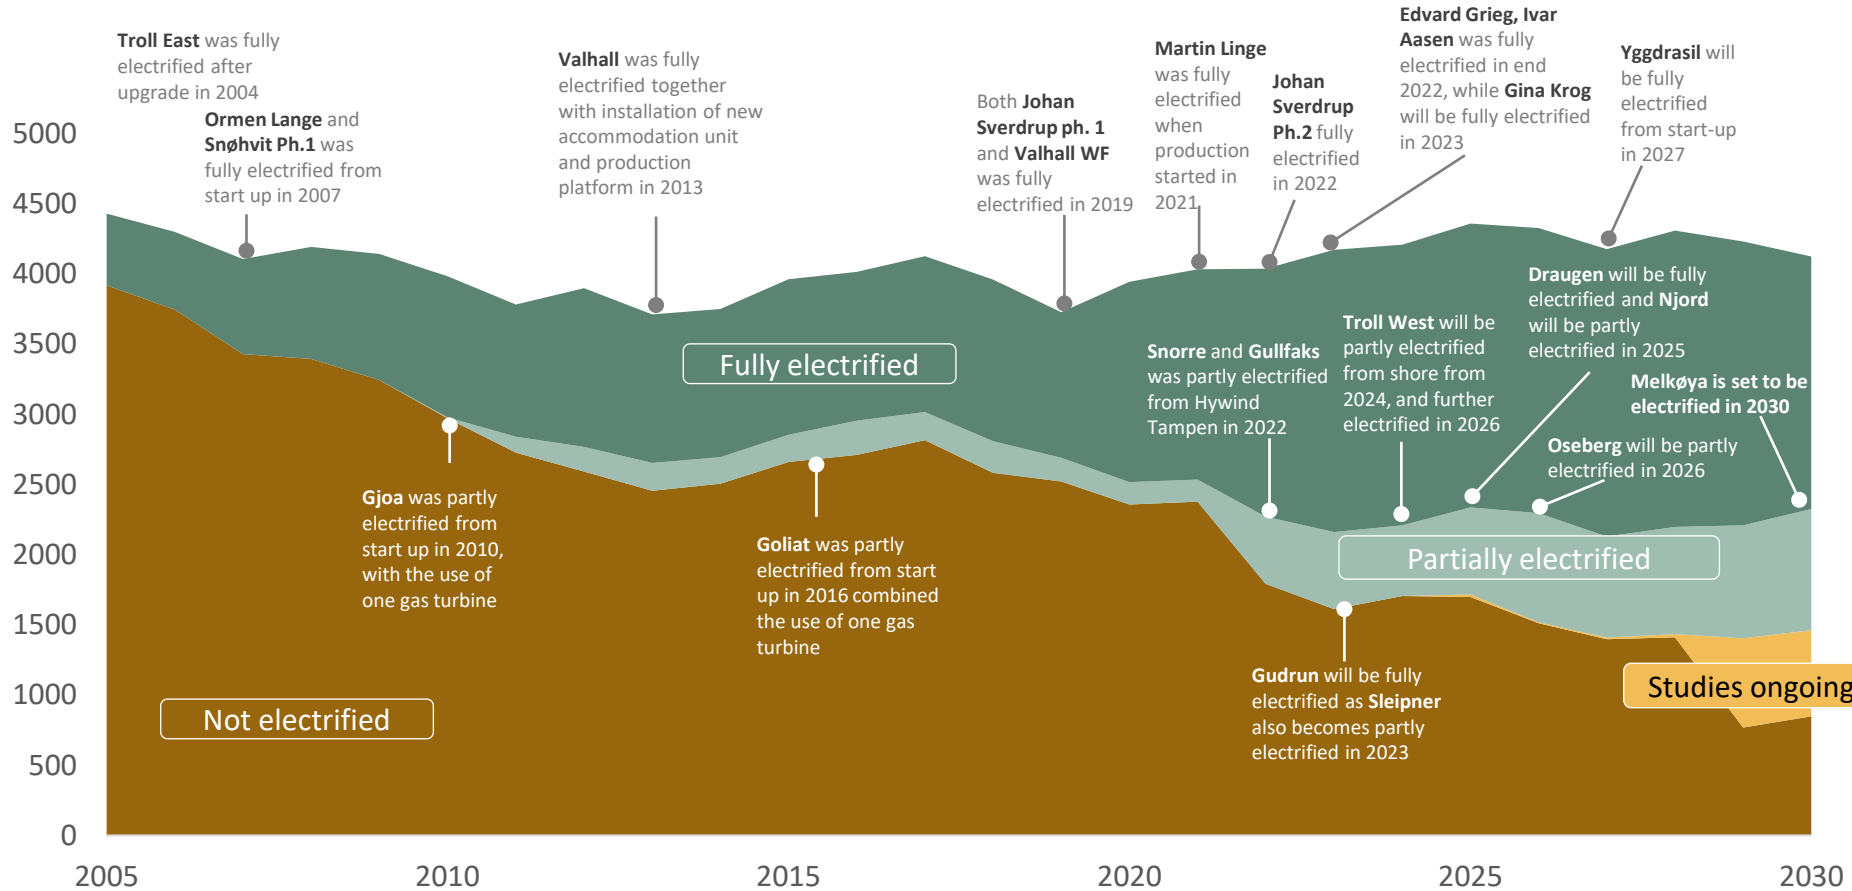 Troll East was fully
electrified after
upgrade in 2004
Ormen Lange and
Snøhvit Ph.1 was
fully electrified from
start up in 2007
Valhall was fully
electrified together
with installation of new
accommodation unit
and production
platform in 2013
Both Johan
Sverdrup ph. 1
and Valhall WF
was fully
electrified in 2019
Martin Linge
was fully
electrified
when
production
started in
2021
Johan
Sverdrup
Ph.2 fully
electrified
in 2022
Edvard Grieg, Ivar
Aasen was fully
electrified in end
2022, while Gina Krog
will be fully electrified
in 2023
Yggdrasil will
be fully
electrified
from start-up
in 2027
5000
4500
4000
3500
3000
2500
2000
1500
1000
500
0
Fully electrified
Snorre and Gullfaks
was partly electrified
from Hywind
Tampen in 2022
Troll West will be
partly electrified
from shore from
2024, and further
electrified in 2026
Draugen will be fully
electrified and Njord
will be partly
electrified in 2025
Melkøya is set to be
electrified in 2030
Oseberg will be partly
electrified in 2026
Gjoa was partly
electrified from
start up in 2010,
with the use of
one gas turbine
Goliat was partly
electrified from start
up in 2016 combined
the use of one gas
turbine
Partially electrified
Gudrun will be fully
electrified as Sleipner
also becomes partly
electrified in 2023
Studies ongoing
Not electrified
2005
2010
2015
2020
2025
2030